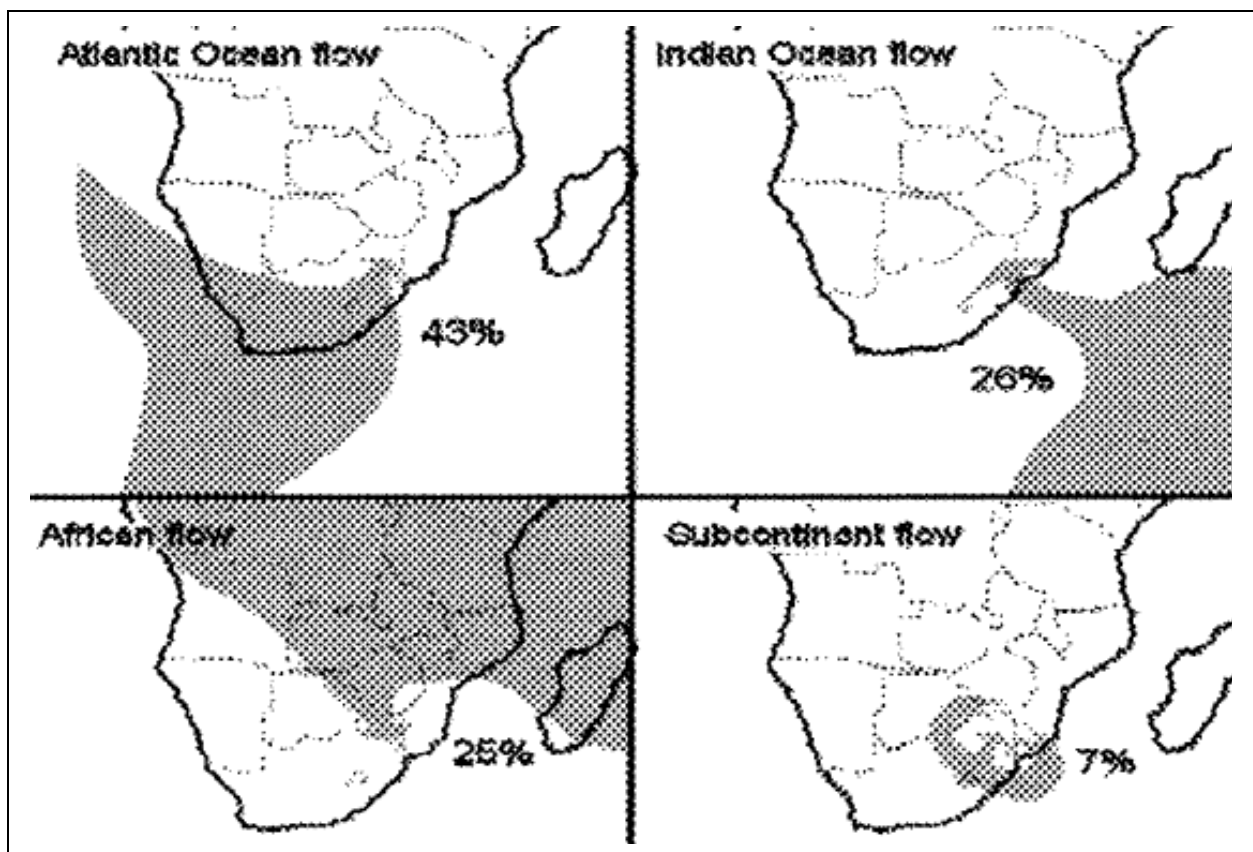 Atlantic Ocean flow
43%
Indian Ocean flow
26%
African flow
25%
Subcontinent flow
7%